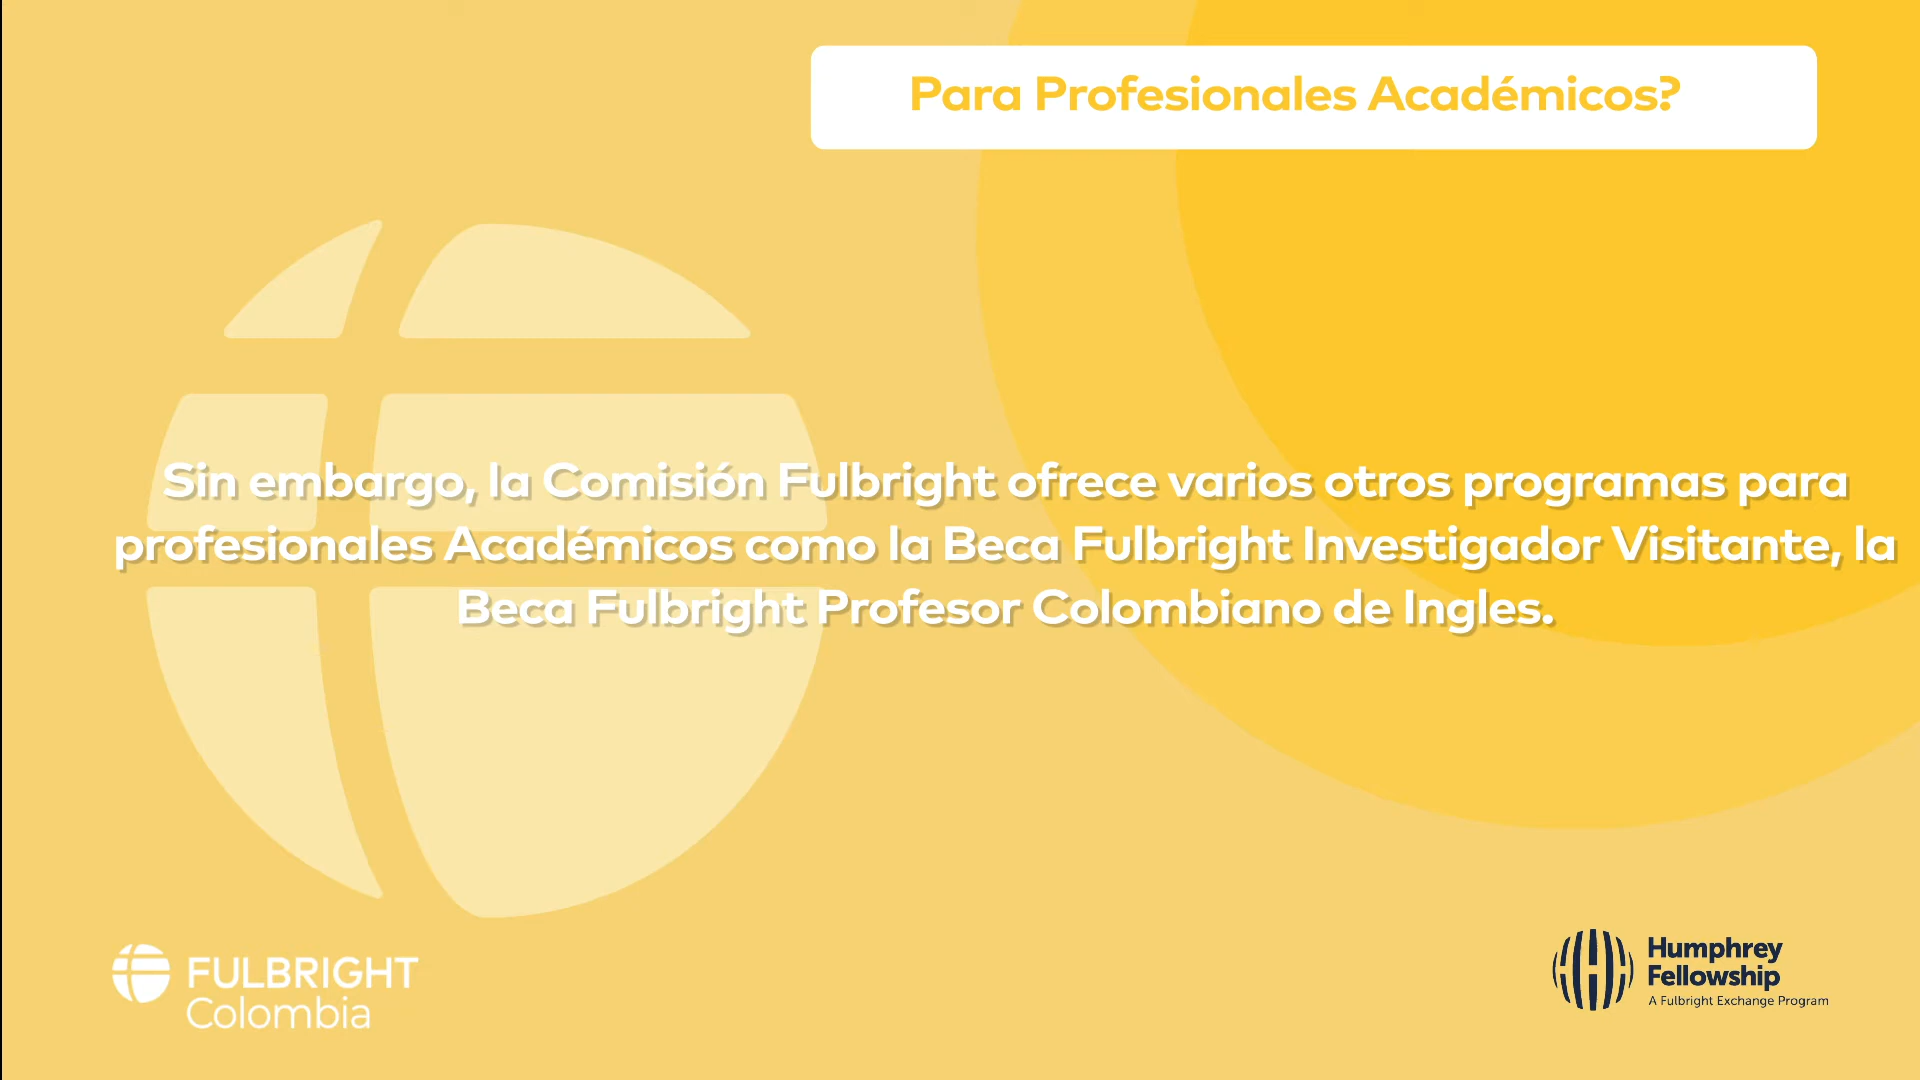 Para Profesionales Académicos?
Sin embargo, la Comisión Fulbright ofrece varios otros programas para
profesionales Académicos como la Beca Fulbright Investigador Visitante, la
Beca Fulbright Profesor Colombiano de Ingles.
FULBRIGHT
Colombia
Humphrey
Fellowship
A Fulbright Exchange Program